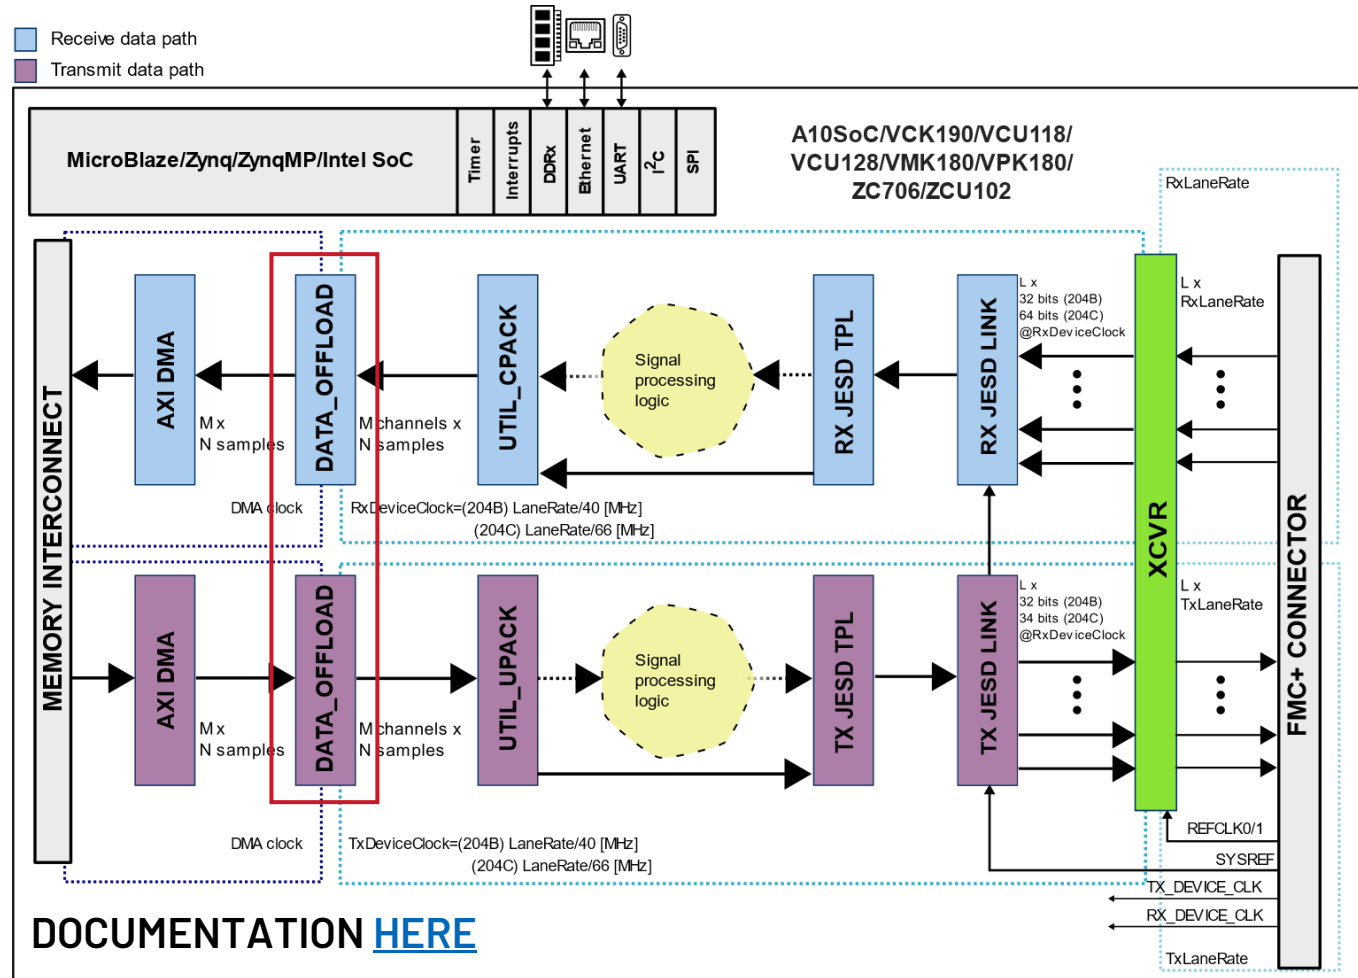 Receive data path
Transmit data path
MicroBlaze/Zynq/ZynqMP/Intel SoC
Timer
Interrupts
DDRx
Ethernet
UART
I2C
SPI
A10SoC/VCK190/VCU118/
VCU128/VMK180/VPK180/
ZC706/ZCU102
RxLaneRate
MEMORY INTERCONNECT
AXI DMA
M x
N samples
DATA_OFFLOAD
M channels x
N samples
UTIL_CPACK
Signal
processing
logic
RX JESD TPL
RX JESD LINK
L x
32 bits (204B)
64 bits (204C)
@RxDeviceClock
XCVR
L x
RxLaneRate
FMC+ CONNECTOR
DMA clock
RxDeviceClock=(204B) LaneRate/40 [MHz]
(204C) LaneRate/66 [MHz]
AXI DMA
M x
N samples
DATA_OFFLOAD
M channels x
N samples
UTIL_UPACK
Signal
processing
logic
TX JESD TPL
TX JESD LINK
L x
32 bits (204B)
34 bits (204C)
@RxDeviceClock
L x
TxLaneRate
DMA clock
TxDeviceClock=(204B) LaneRate/40 [MHz]
(204C) LaneRate/66 [MHz]
REFCLK0/1
SYSREF
TX_DEVICE_CLK
RX_DEVICE_CLK
TxLaneRate
DOCUMENTATION HERE